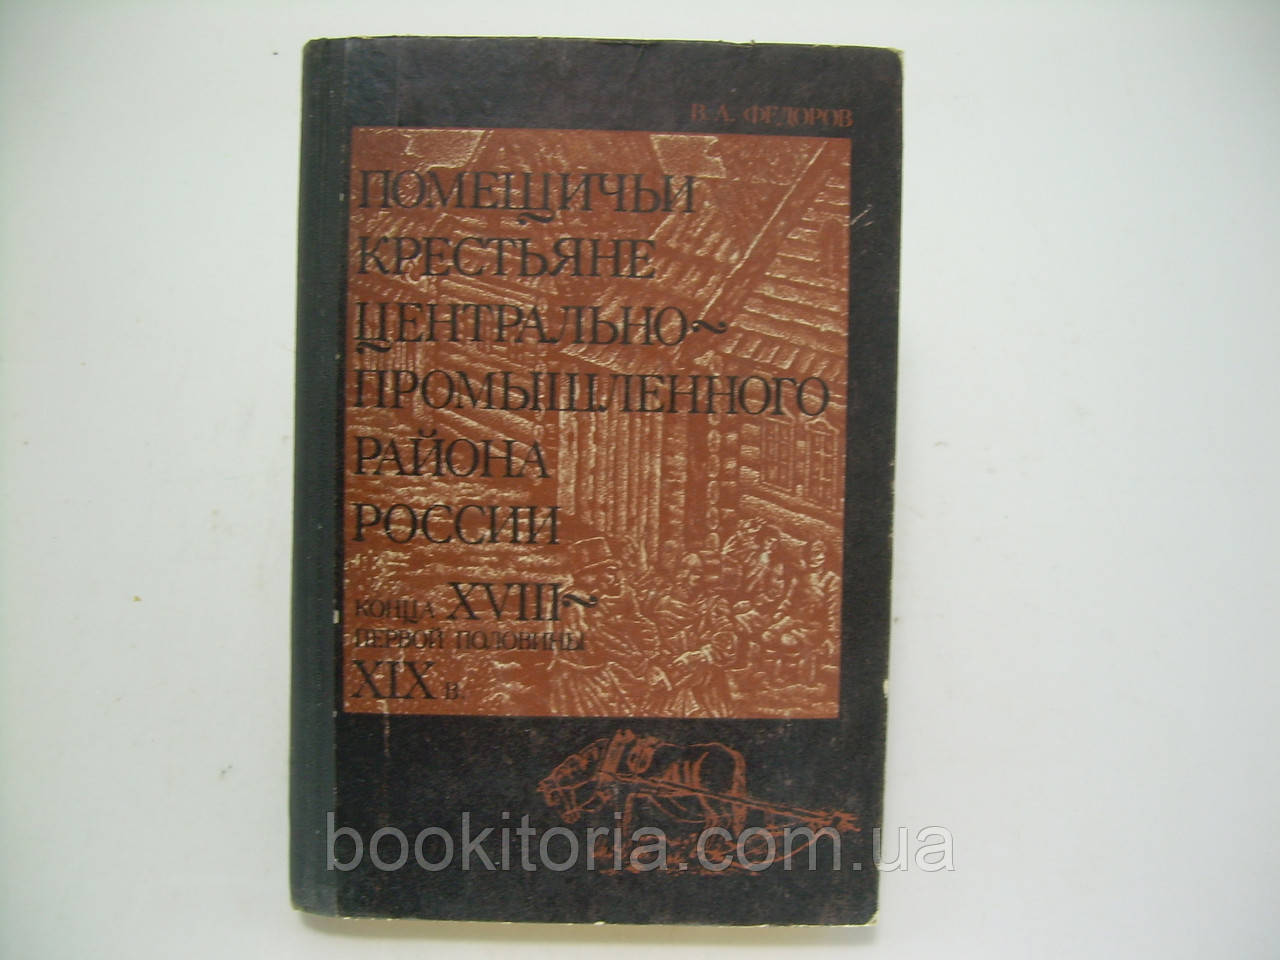 В. А. ФЕДОРОВ
ПОМЕЩИЧЬИ
КРЕСТЬЯНЕ
ЦЕНТРАЛЬНО~
ПРОМЫШЛЕННОГО
РАЙОНА
РОССИИ
КОНЦА XVIII~
ПЕРВОЙ ПОЛОВИНЫ
XIX В.
bookitoria.com.ua